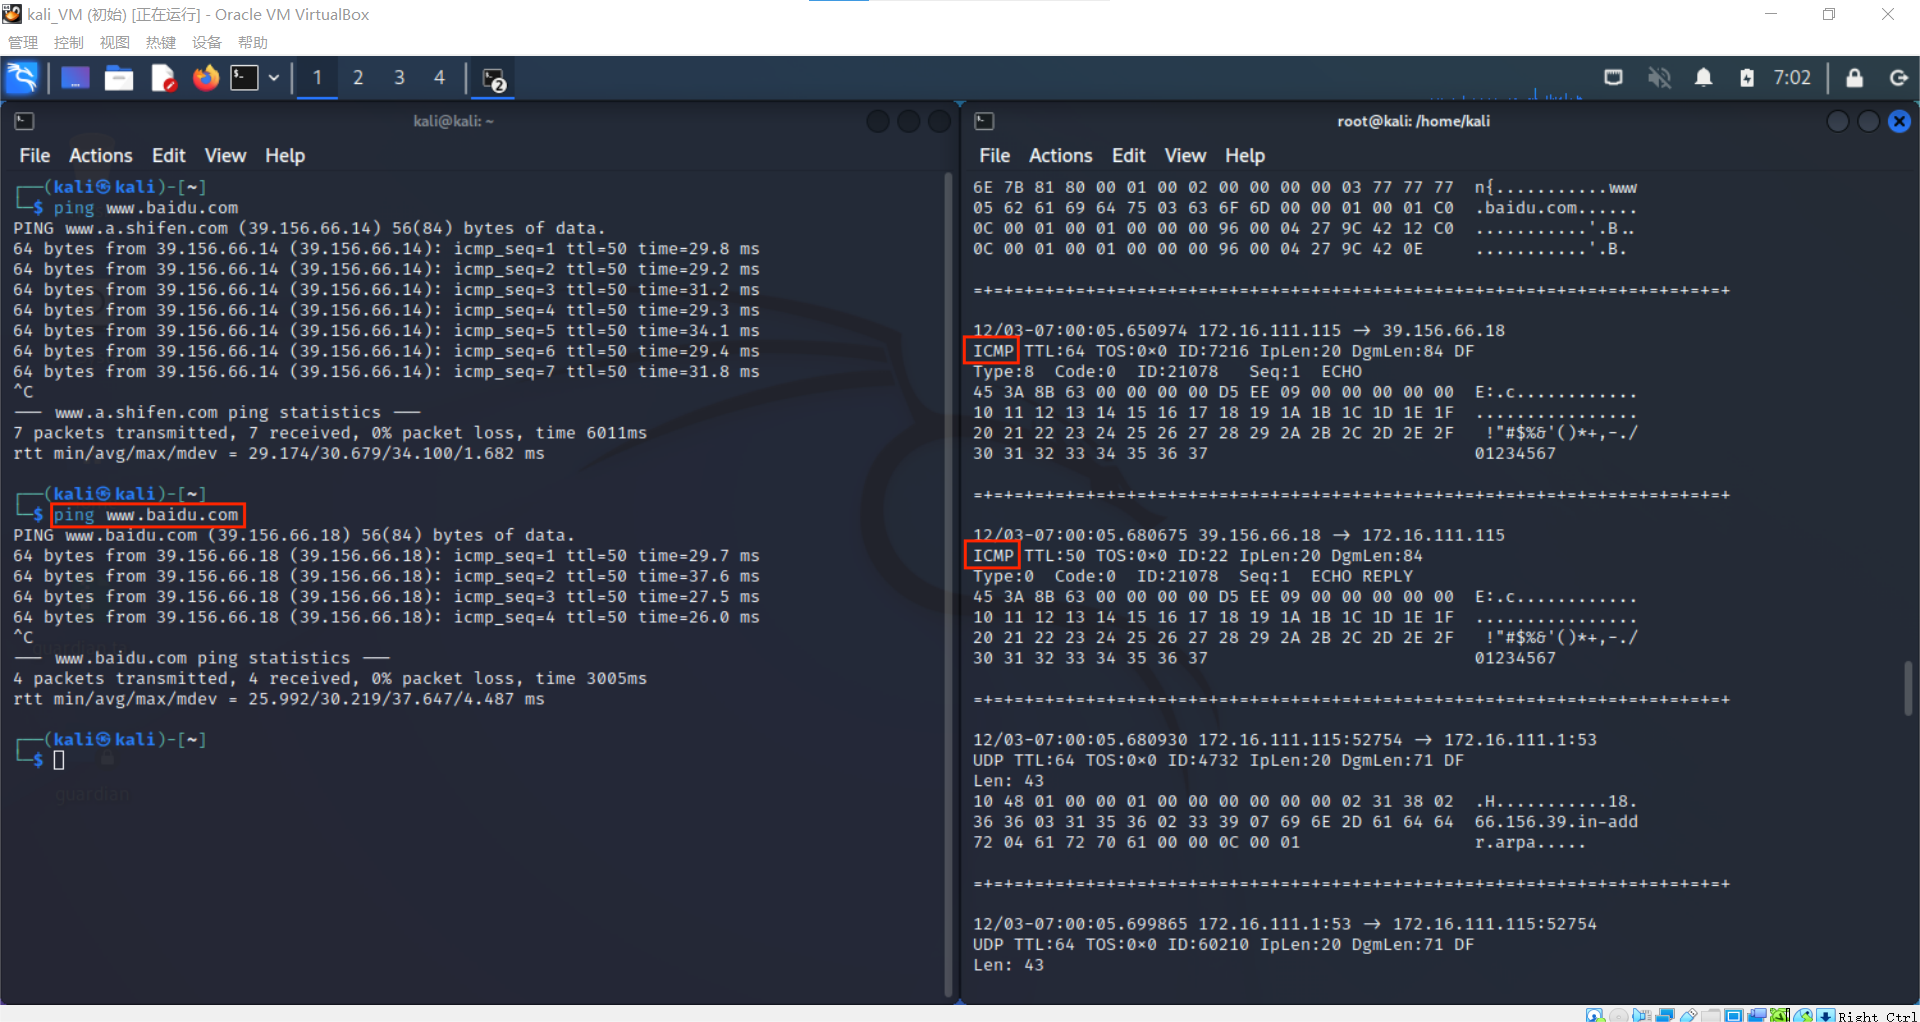 kali_VM (初始) [正在运行] - Oracle VM VirtualBox
管理 控制 视图 热键 设备 帮助
1 2 3 4 2 7:02
kali@kali: ~
File Actions Edit View Help
┌──(kali㉿kali)-[~]
└─$ ping www.baidu.com
PING www.a.shifen.com (39.156.66.14) 56(84) bytes of data.
64 bytes from 39.156.66.14 (39.156.66.14): icmp_seq=1 ttl=50 time=29.8 ms
64 bytes from 39.156.66.14 (39.156.66.14): icmp_seq=2 ttl=50 time=29.2 ms
64 bytes from 39.156.66.14 (39.156.66.14): icmp_seq=3 ttl=50 time=31.2 ms
64 bytes from 39.156.66.14 (39.156.66.14): icmp_seq=4 ttl=50 time=29.3 ms
64 bytes from 39.156.66.14 (39.156.66.14): icmp_seq=5 ttl=50 time=34.1 ms
64 bytes from 39.156.66.14 (39.156.66.14): icmp_seq=6 ttl=50 time=29.4 ms
64 bytes from 39.156.66.14 (39.156.66.14): icmp_seq=7 ttl=50 time=31.8 ms
^C
--- www.a.shifen.com ping statistics ---
7 packets transmitted, 7 received, 0% packet loss, time 6011ms
rtt min/avg/max/mdev = 29.174/30.679/34.100/1.682 ms
┌──(kali㉿kali)-[~]
└─$ ping www.baidu.com
PING www.baidu.com (39.156.66.18) 56(84) bytes of data.
64 bytes from 39.156.66.18 (39.156.66.18): icmp_seq=1 ttl=50 time=29.7 ms
64 bytes from 39.156.66.18 (39.156.66.18): icmp_seq=2 ttl=50 time=37.6 ms
64 bytes from 39.156.66.18 (39.156.66.18): icmp_seq=3 ttl=50 time=27.5 ms
64 bytes from 39.156.66.18 (39.156.66.18): icmp_seq=4 ttl=50 time=26.0 ms
^C
--- www.baidu.com ping statistics ---
4 packets transmitted, 4 received, 0% packet loss, time 3005ms
rtt min/avg/max/mdev = 25.992/30.219/37.647/4.487 ms
┌──(kali㉿kali)-[~]
└─$
guardian
root@kali: /home/kali
File Actions Edit View Help
6E 7B 81 80 00 01 00 02 00 00 00 00 03 77 77 77  n{...........www
05 62 61 69 64 75 03 63 6F 6D 00 00 01 00 01 C0  .baidu.com......
0C 00 01 00 01 00 00 00 96 00 04 27 9C 42 12 C0  ...........'.B..
0C 00 01 00 01 00 00 00 96 00 04 27 9C 42 0E     ...........'.B.
=+=+=+=+=+=+=+=+=+=+=+=+=+=+=+=+=+=+=+=+=+=+=+=+=+=+=+=+=+=+=+=+=+=+=+=+=+
12/03-07:00:05.650974 172.16.111.115 -> 39.156.66.18
ICMP TTL:64 TOS:0x0 ID:7216 IpLen:20 DgmLen:84 DF
Type:8  Code:0  ID:21078   Seq:1  ECHO
45 3A 8B 63 00 00 00 00 D5 EE 09 00 00 00 00 00  E:.c............
10 11 12 13 14 15 16 17 18 19 1A 1B 1C 1D 1E 1F  ................
20 21 22 23 24 25 26 27 28 29 2A 2B 2C 2D 2E 2F   !"#$%&'()*+,-./
30 31 32 33 34 35 36 37                          01234567
=+=+=+=+=+=+=+=+=+=+=+=+=+=+=+=+=+=+=+=+=+=+=+=+=+=+=+=+=+=+=+=+=+=+=+=+=+
12/03-07:00:05.680675 39.156.66.18 -> 172.16.111.115
ICMP TTL:50 TOS:0x0 ID:22 IpLen:20 DgmLen:84
Type:0  Code:0  ID:21078  Seq:1  ECHO REPLY
45 3A 8B 63 00 00 00 00 D5 EE 09 00 00 00 00 00  E:.c............
10 11 12 13 14 15 16 17 18 19 1A 1B 1C 1D 1E 1F  ................
20 21 22 23 24 25 26 27 28 29 2A 2B 2C 2D 2E 2F   !"#$%&'()*+,-./
30 31 32 33 34 35 36 37                          01234567
=+=+=+=+=+=+=+=+=+=+=+=+=+=+=+=+=+=+=+=+=+=+=+=+=+=+=+=+=+=+=+=+=+=+=+=+=+
12/03-07:00:05.680930 172.16.111.115:52754 -> 172.16.111.1:53
UDP TTL:64 TOS:0x0 ID:4732 IpLen:20 DgmLen:71 DF
Len: 43
10 48 01 00 00 01 00 00 00 00 00 00 02 31 38 02  .H...........18.
36 36 03 31 35 36 02 33 39 07 69 6E 2D 61 64 64  66.156.39.in-add
72 04 61 72 70 61 00 00 0C 00 01                 r.arpa.....
=+=+=+=+=+=+=+=+=+=+=+=+=+=+=+=+=+=+=+=+=+=+=+=+=+=+=+=+=+=+=+=+=+=+=+=+=+
12/03-07:00:05.699865 172.16.111.1:53 -> 172.16.111.115:52754
UDP TTL:64 TOS:0x0 ID:60210 IpLen:20 DgmLen:71 DF
Len: 43
Right Ctrl